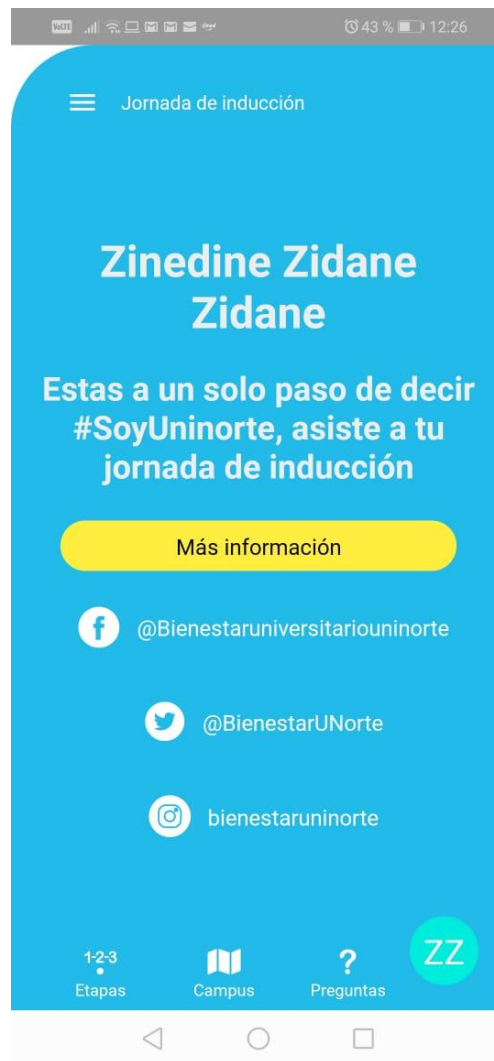 VoLTE 43 % 12:26
Jornada de inducción
Zinedine Zidane
Zidane
Estas a un solo paso de decir
#SoyUninorte, asiste a tu
jornada de inducción
Más información
@Bienestaruniversitariouninorte
@BienestarUNorte
bienestaruninorte
ZZ
1-2-3
Etapas Campus Preguntas